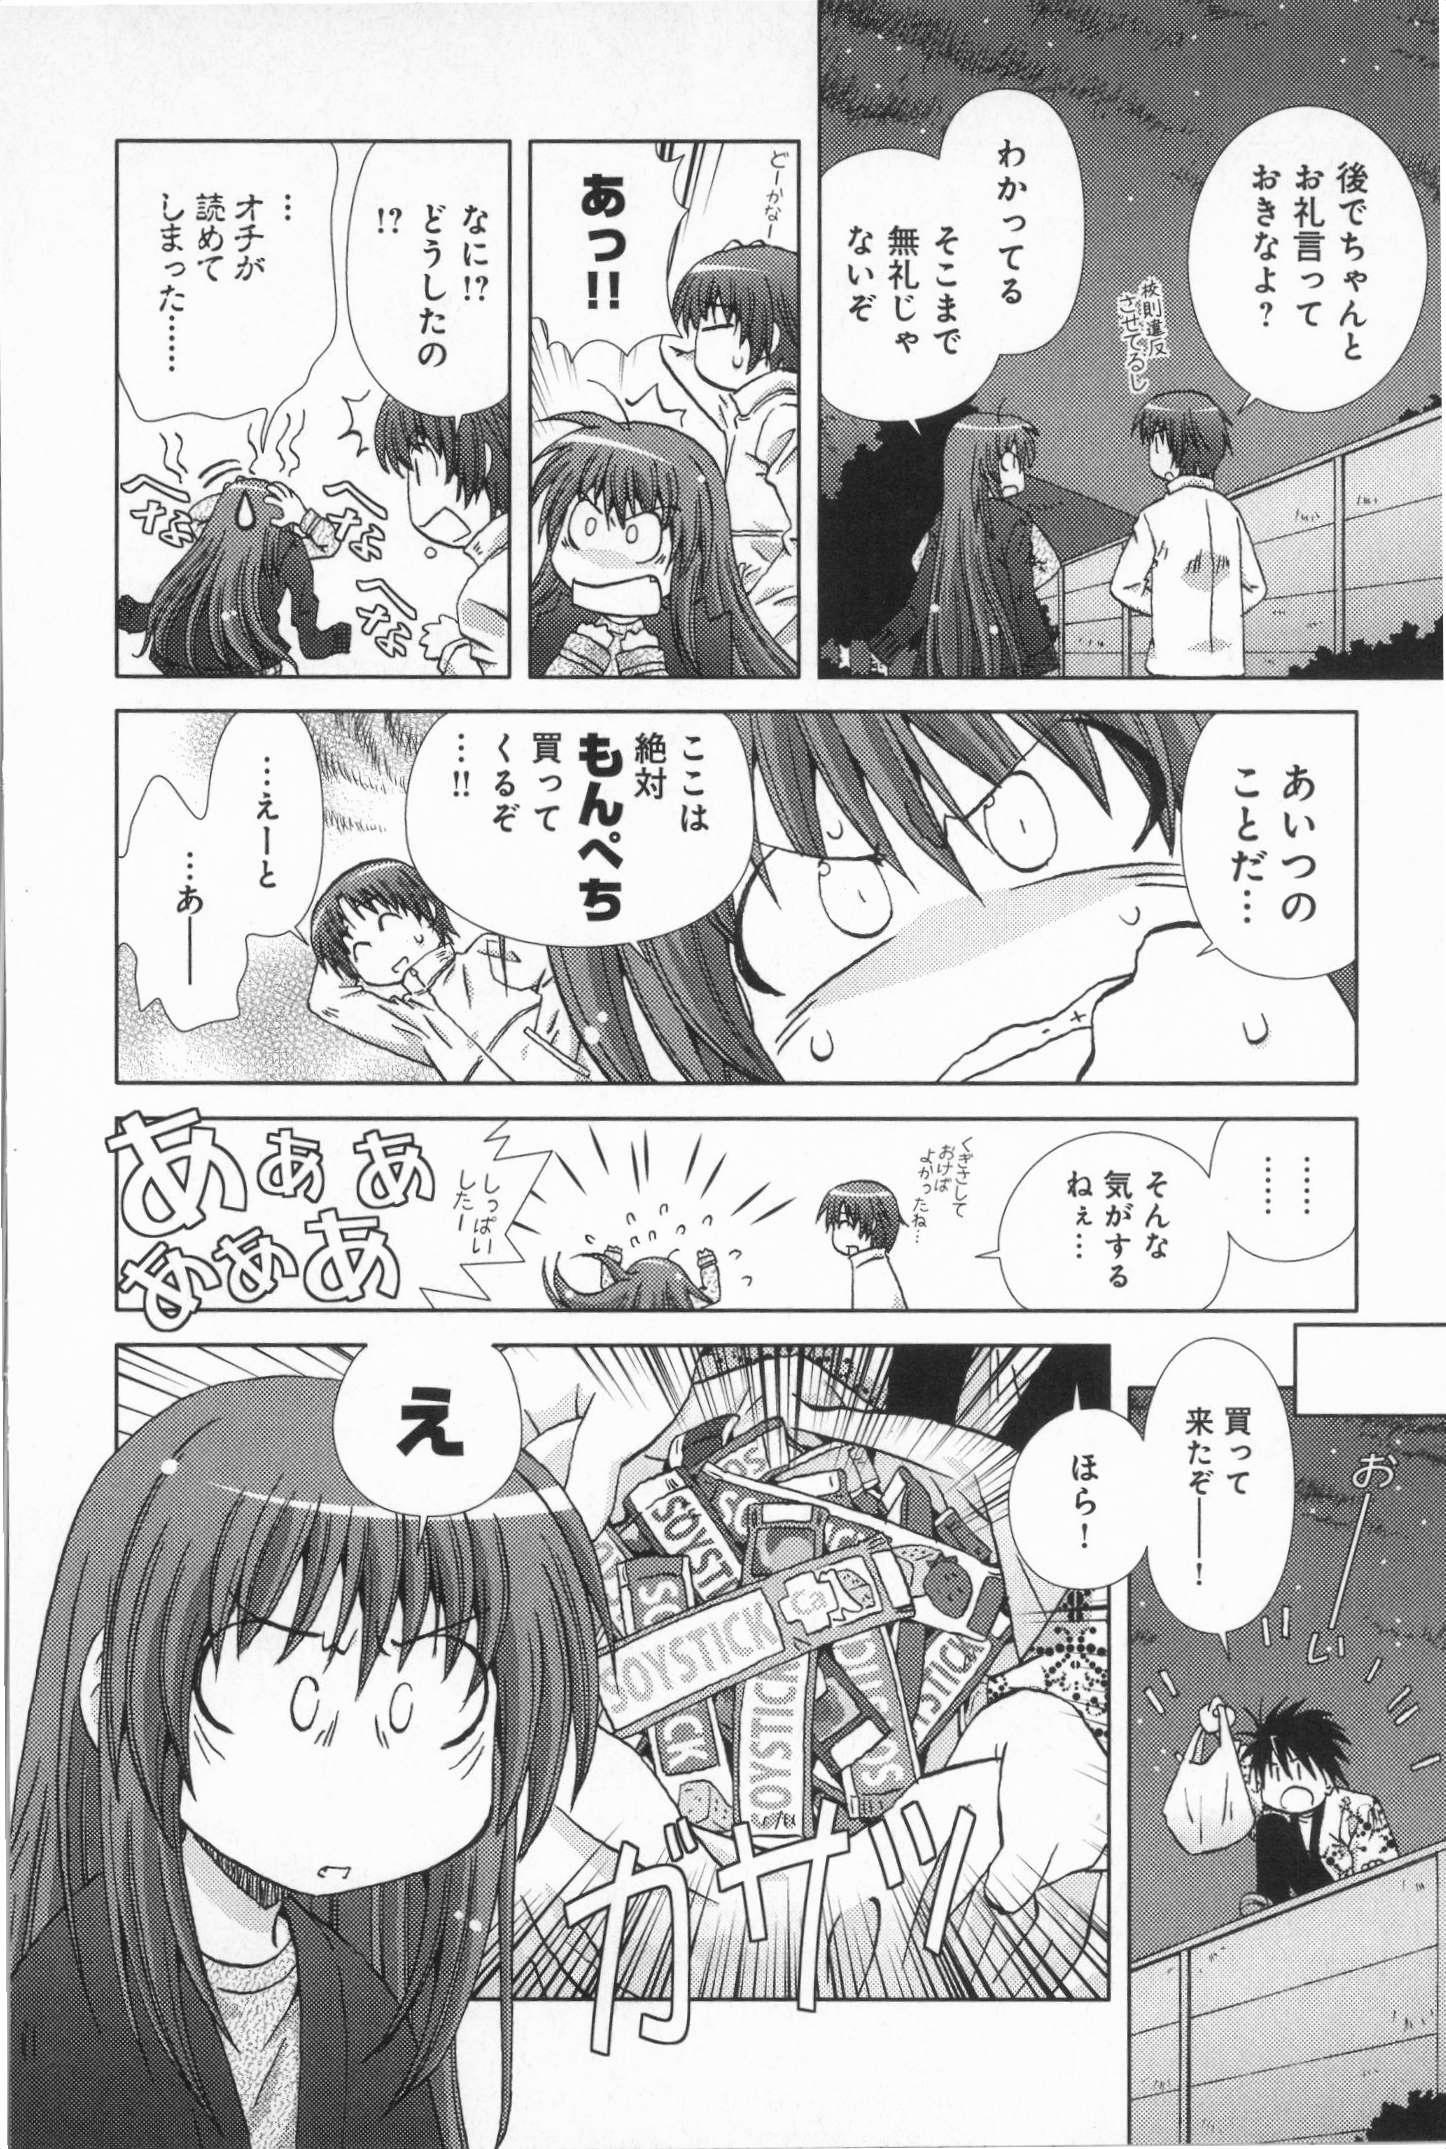 後でちゃんと
お礼言って
おきなよ?
校則違反
させてるし
わかってる
そこまで
無礼じゃ
ないぞ
どーかなー
あっ!!
なに!?
どうしたの
!?
…
オチが
読めて
しまった……
へなよ
へなよ
へなよ
あいつの
ことだ…
ここは
絶対
もんぺち
買って
くるぞ
…!!
…えーと
…あ——
……
……
そんな
気がする
ねぇ…
くぎさして
おけば
よかったね…
しっぱい
したー
あぁぁ
ぁぁあ
おーい
買って
来たぞ——!
ほら!
SOYSTICK
SOYSTICK
SOYSTICK
Ca
ガサッ
え